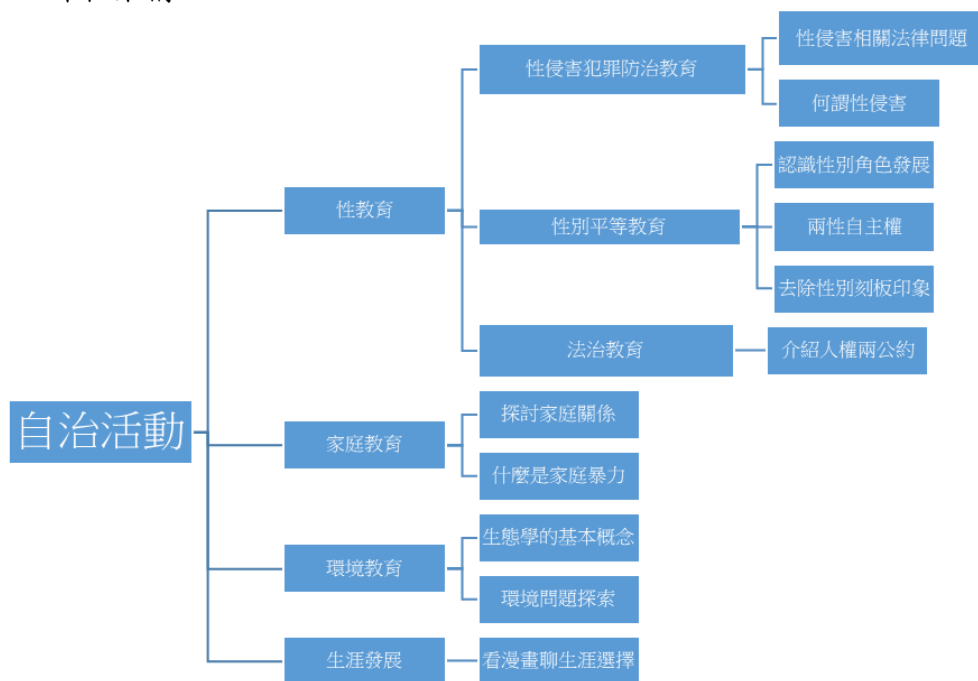 自治活動
性教育
性侵害犯罪防治教育
性侵害相關法律問題
何謂性侵害
性別平等教育
認識性別角色發展
兩性自主權
去除性別刻板印象
法治教育
介紹人權兩公約
家庭教育
探討家庭關係
什麼是家庭暴力
環境教育
生態學的基本概念
環境問題探索
生涯發展
看漫畫聊生涯選擇